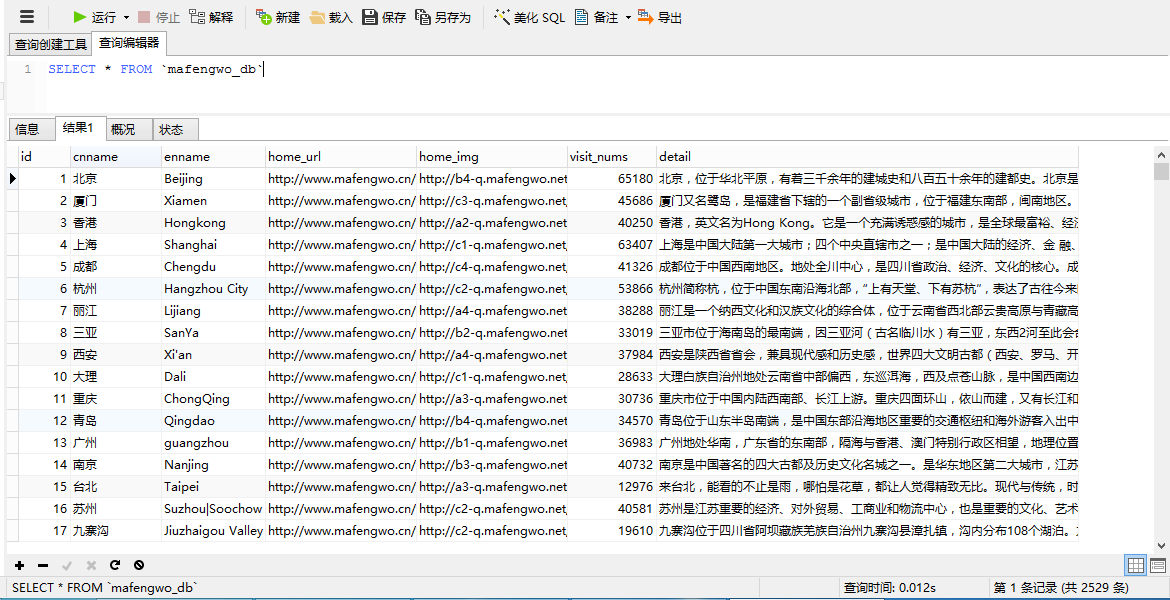 运行 停止 解释 新建 载入 保存 另存为 美化 SQL 备注 导出
查询创建工具 查询编辑器
1 SELECT * FROM `mafengwo_db`
信息 结果1 概况 状态
id cnname enname home_url home_img visit_nums detail
1 北京 Beijing http://www.mafengwo.cn/ http://b4-q.mafengwo.net 65180 北京，位于华北平原，有着三千余年的建城史和八百五十余年的建都史。北京是
2 厦门 Xiamen http://www.mafengwo.cn/ http://c3-q.mafengwo.net 45686 厦门又名鹭岛，是福建省下辖的一个副省级城市，位于福建东南部，闽南地区。
3 香港 Hongkong http://www.mafengwo.cn/ http://a2-q.mafengwo.net 40250 香港，英文名为Hong Kong。它是一个充满诱惑感的城市，是全球最富裕、经济
4 上海 Shanghai http://www.mafengwo.cn/ http://c1-q.mafengwo.net, 63407 上海是中国大陆第一大城市；四个中央直辖市之一；是中国大陆的经济、金 融、
5 成都 Chengdu http://www.mafengwo.cn/ http://c4-q.mafengwo.net, 41326 成都位于中国西南地区。地处全川中心，是四川省政治、经济、文化的核心。成
6 杭州 Hangzhou City http://www.mafengwo.cn/ http://c2-q.mafengwo.net, 53866 杭州简称杭，位于中国东南沿海北部，“上有天堂、下有苏杭”，表达了古往今来
7 丽江 Lijiang http://www.mafengwo.cn/ http://a4-q.mafengwo.net 38288 丽江是一个纳西文化和汉族文化的综合体，位于云南省西北部云贵高原与青藏高
8 三亚 SanYa http://www.mafengwo.cn/ http://b2-q.mafengwo.net 33019 三亚市位于海南岛的最南端，因三亚河（古名临川水）有三亚，东西2河至此会合
9 西安 Xi'an http://www.mafengwo.cn/ http://a4-q.mafengwo.net, 37984 西安是陕西省省会，兼具现代感和历史感，世界四大文明古都（西安、罗马、开
10 大理 Dali http://www.mafengwo.cn/ http://c1-q.mafengwo.net, 28633 大理白族自治州地处云南省中部偏西，东巡洱海，西及点苍山脉，是中国西南边
11 重庆 ChongQing http://www.mafengwo.cn/ http://a3-q.mafengwo.net 30736 重庆市位于中国内陆西南部、长江上游。重庆四面环山，依山而建，又有长江和
12 青岛 Qingdao http://www.mafengwo.cn/ http://b4-q.mafengwo.net 34570 青岛位于山东半岛南端，是中国东部沿海地区重要的交通枢纽和海外游客入出中
13 广州 guangzhou http://www.mafengwo.cn/ http://b1-q.mafengwo.net 36983 广州地处华南，广东省的东南部，隔海与香港、澳门特别行政区相望，地理位置
14 南京 Nanjing http://www.mafengwo.cn/ http://b3-q.mafengwo.net 40732 南京是中国著名的四大古都及历史文化名城之一。是华东地区第二大城市，江苏
15 台北 Taipei http://www.mafengwo.cn/ http://a3-q.mafengwo.net 12976 来台北，能看的不止是雨，哪怕是花草，都让人觉得精致无比。现代与传统，时
16 苏州 Suzhou|Soochow http://www.mafengwo.cn/ http://c2-q.mafengwo.net, 40581 苏州是江苏重要的经济、对外贸易、工商业和物流中心，也是重要的文化、艺术
17 九寨沟 Jiuzhaigou Valley http://www.mafengwo.cn/ http://c2-q.mafengwo.net, 19610 九寨沟位于四川省阿坝藏族羌族自治州九寨沟县漳扎镇，沟内分布108个湖泊。
SELECT * FROM `mafengwo_db` 查询时间: 0.012s 第 1 条记录 (共 2529 条)